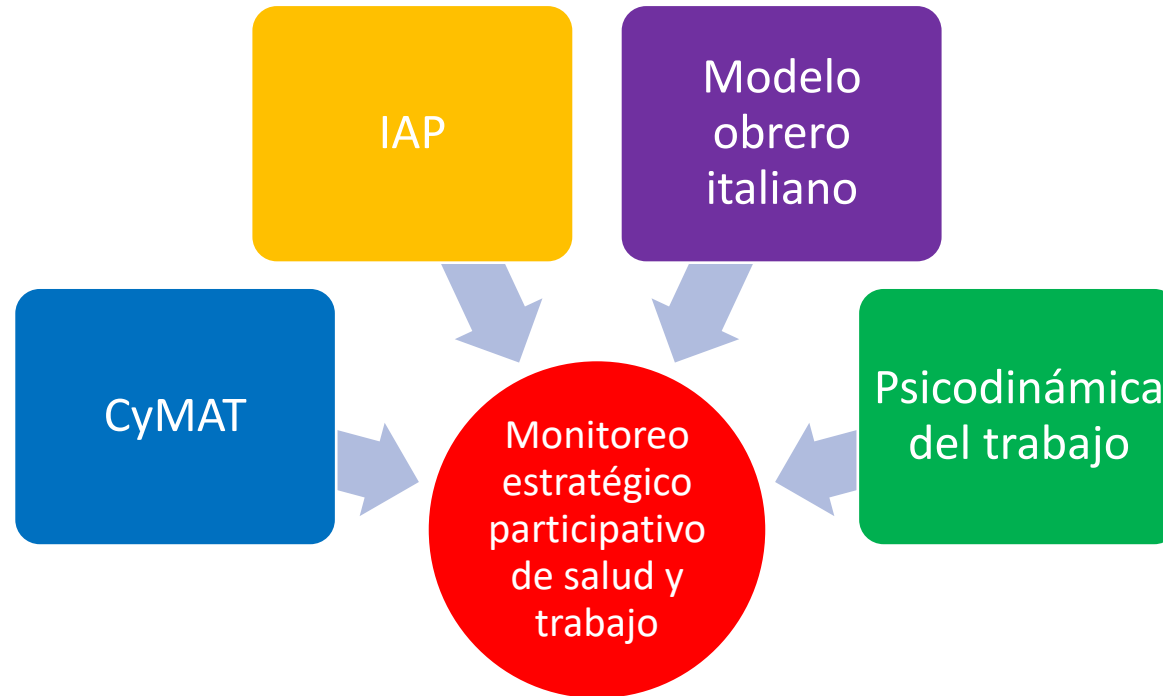 IAP
Modelo
obrero
italiano
CyMAT
Psicodinámica
del trabajo
Monitoreo
estratégico
participativo
de salud y
trabajo